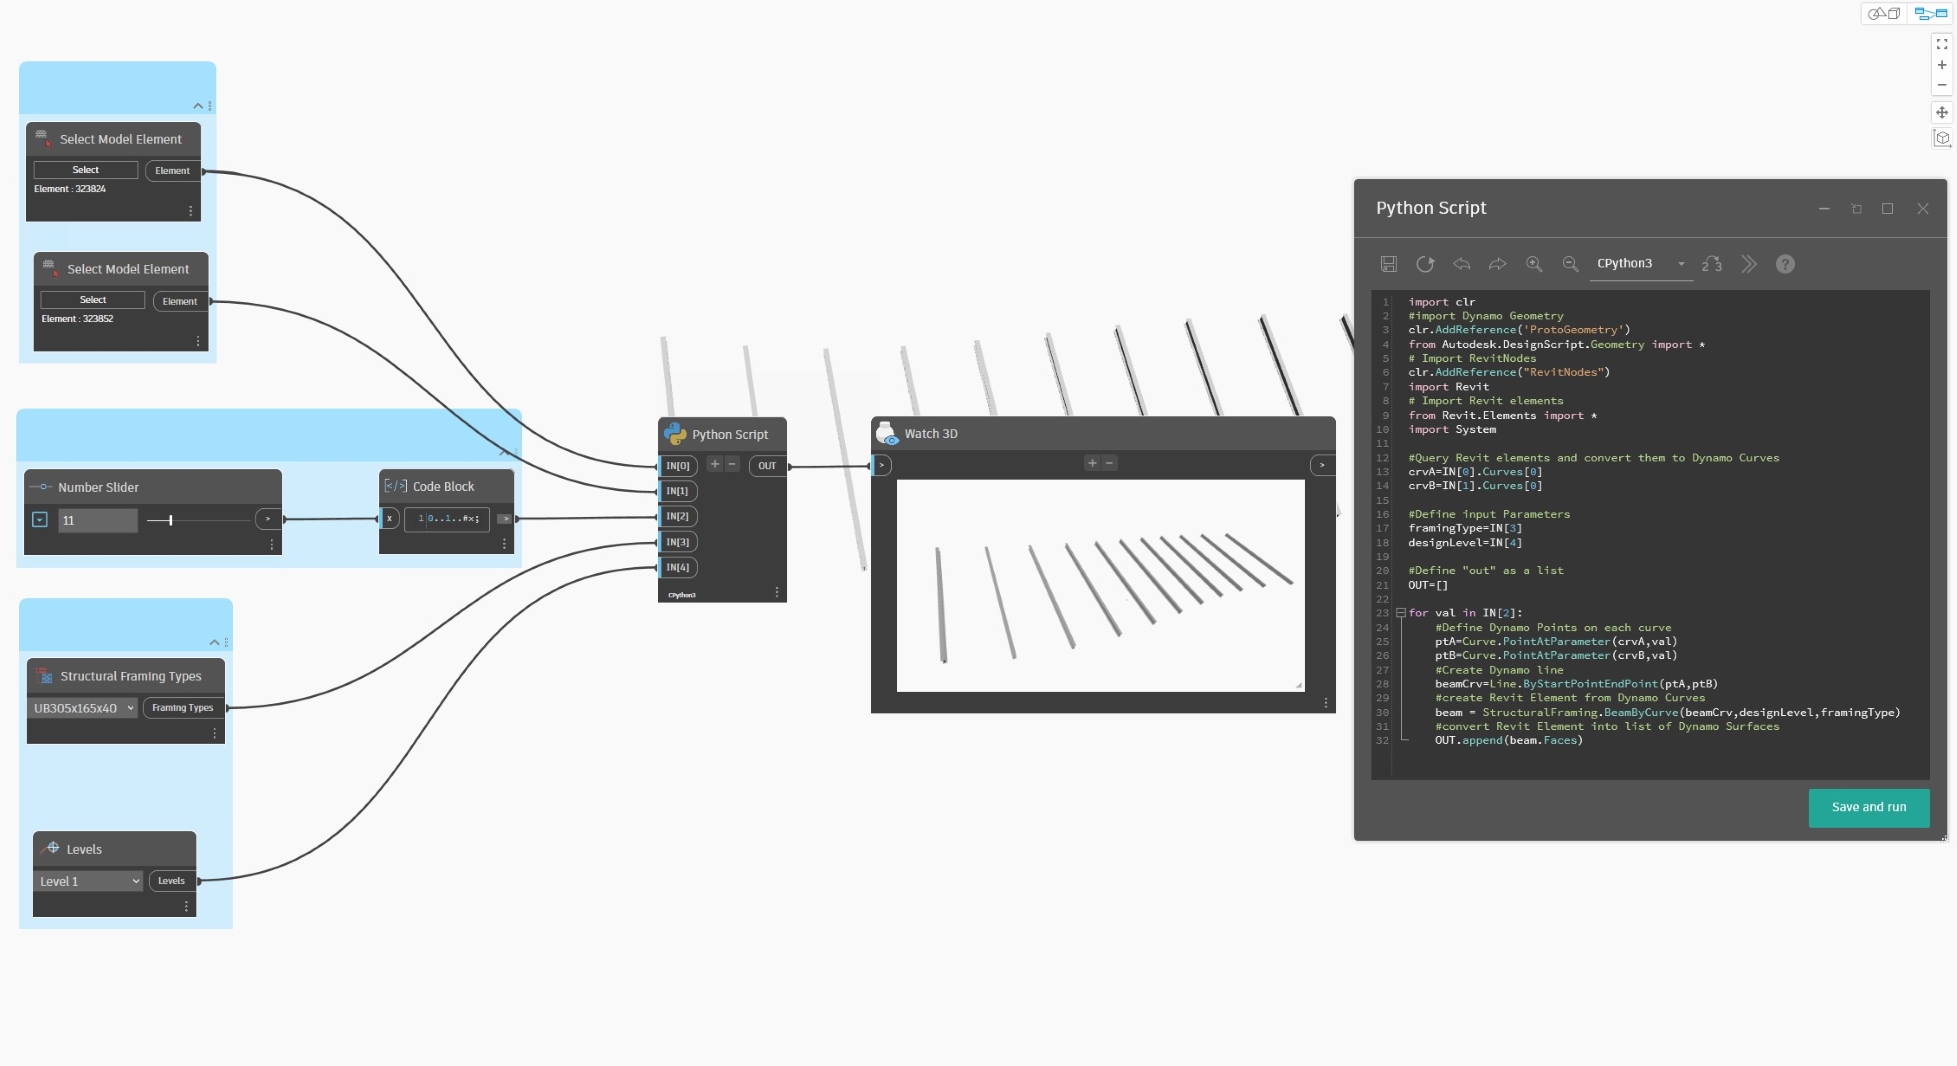 Select Model Element
Select
Element
Element : 323824
Select Model Element
Select
Element
Element : 323852
Number Slider
11
>
Code Block
x
1 0..1..#x;
>
Structural Framing Types
UB305x165x40
Framing Types
Levels
Level 1
Levels
Python Script
IN[0]
+ −
OUT
IN[1]
IN[2]
IN[3]
IN[4]
CPython3
Watch 3D
>
+ −
>
Python Script
CPython3
2 3
?
1 import clr
2 #import Dynamo Geometry
3 clr.AddReference('ProtoGeometry')
4 from Autodesk.DesignScript.Geometry import *
5 # Import RevitNodes
6 clr.AddReference("RevitNodes")
7 import Revit
8 # Import Revit elements
9 from Revit.Elements import *
10 import System
11
12 #Query Revit elements and convert them to Dynamo Curves
13 crvA=IN[0].Curves[0]
14 crvB=IN[1].Curves[0]
15
16 #Define input Parameters
17 framingType=IN[3]
18 designLevel=IN[4]
19
20 #Define "out" as a list
21 OUT=[]
22
23 for val in IN[2]:
24 #Define Dynamo Points on each curve
25 ptA=Curve.PointAtParameter(crvA,val)
26 ptB=Curve.PointAtParameter(crvB,val)
27 #Create Dynamo line
28 beamCrv=Line.ByStartPointEndPoint(ptA,ptB)
29 #create Revit Element from Dynamo Curves
30 beam = StructuralFraming.BeamByCurve(beamCrv,designLevel,framingType)
31 #convert Revit Element into list of Dynamo Surfaces
32 OUT.append(beam.Faces)
Save and run